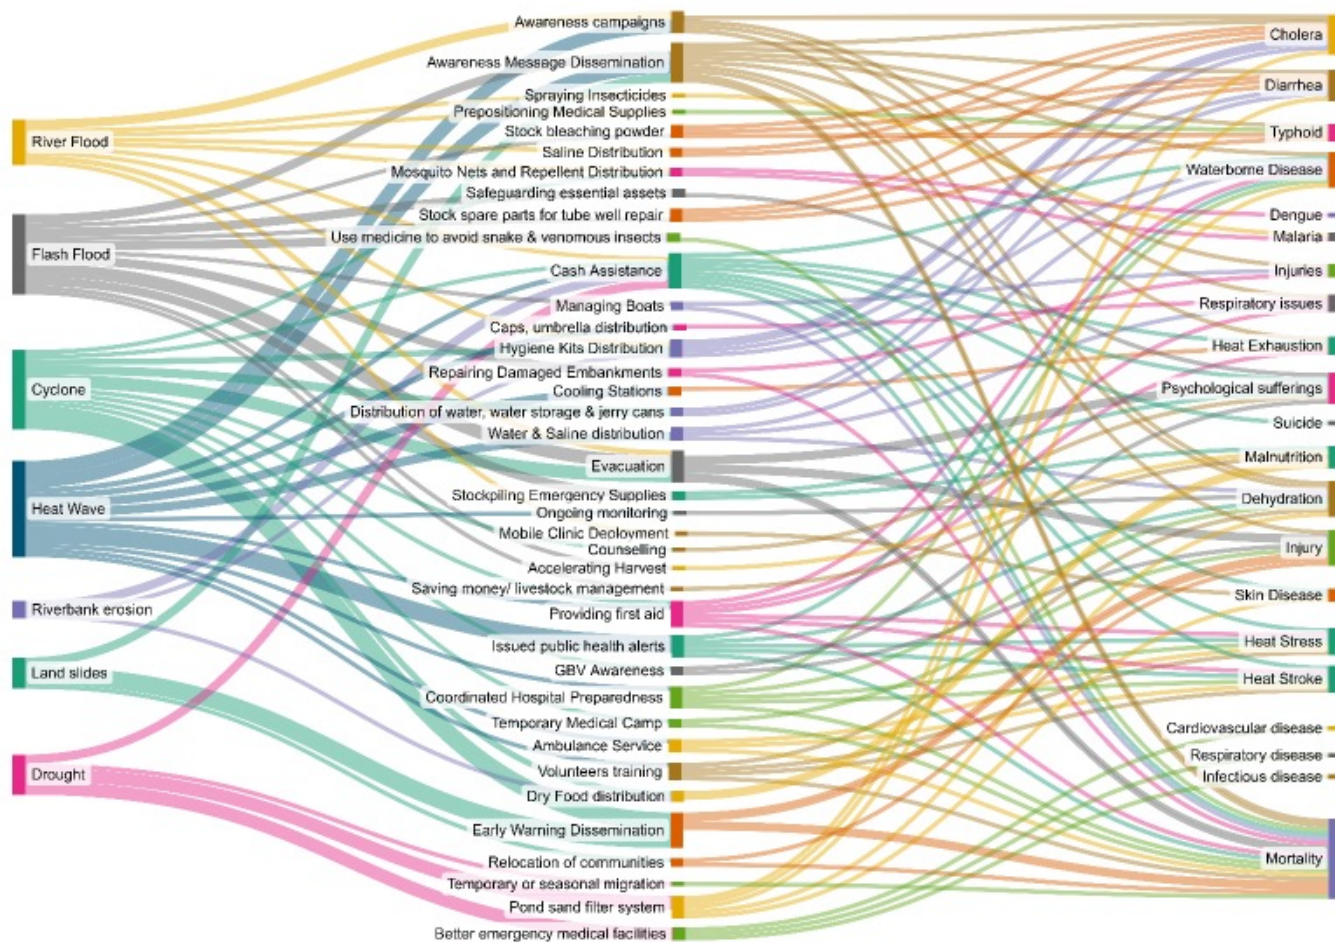 River Flood
Flash Flood
Cyclone
Heat Wave
Riverbank erosion
Land slides
Drought
Awareness campaigns
Awareness Message Dissemination
Spraying Insecticides
Prepositioning Medical Supplies
Stock bleaching powder
Saline Distribution
Mosquito Nets and Repellent Distribution
Safeguarding essential assets
Stock spare parts for tube well repair
Use medicine to avoid snake & venomous insects
Cash Assistance
Managing Boats
Caps, umbrella distribution
Hygiene Kits Distribution
Repairing Damaged Embankments
Cooling Stations
Distribution of water, water storage & jerry cans
Water & Saline distribution
Evacuation
Stockpiling Emergency Supplies
Ongoing monitoring
Mobile Clinic Deployment
Counselling
Accelerating Harvest
Saving money/ livestock management
Providing first aid
Issued public health alerts
GBV Awareness
Coordinated Hospital Preparedness
Temporary Medical Camp
Ambulance Service
Volunteers training
Dry Food distribution
Early Warning Dissemination
Relocation of communities
Temporary or seasonal migration
Pond sand filter system
Better emergency medical facilities
Cholera
Diarrhea
Typhoid
Waterborne Disease
Dengue
Malaria
Injuries
Respiratory issues
Heat Exhaustion
Psychological sufferings
Suicide
Malnutrition
Dehydration
Injury
Skin Disease
Heat Stress
Heat Stroke
Cardiovascular disease
Respiratory disease
Infectious disease
Mortality